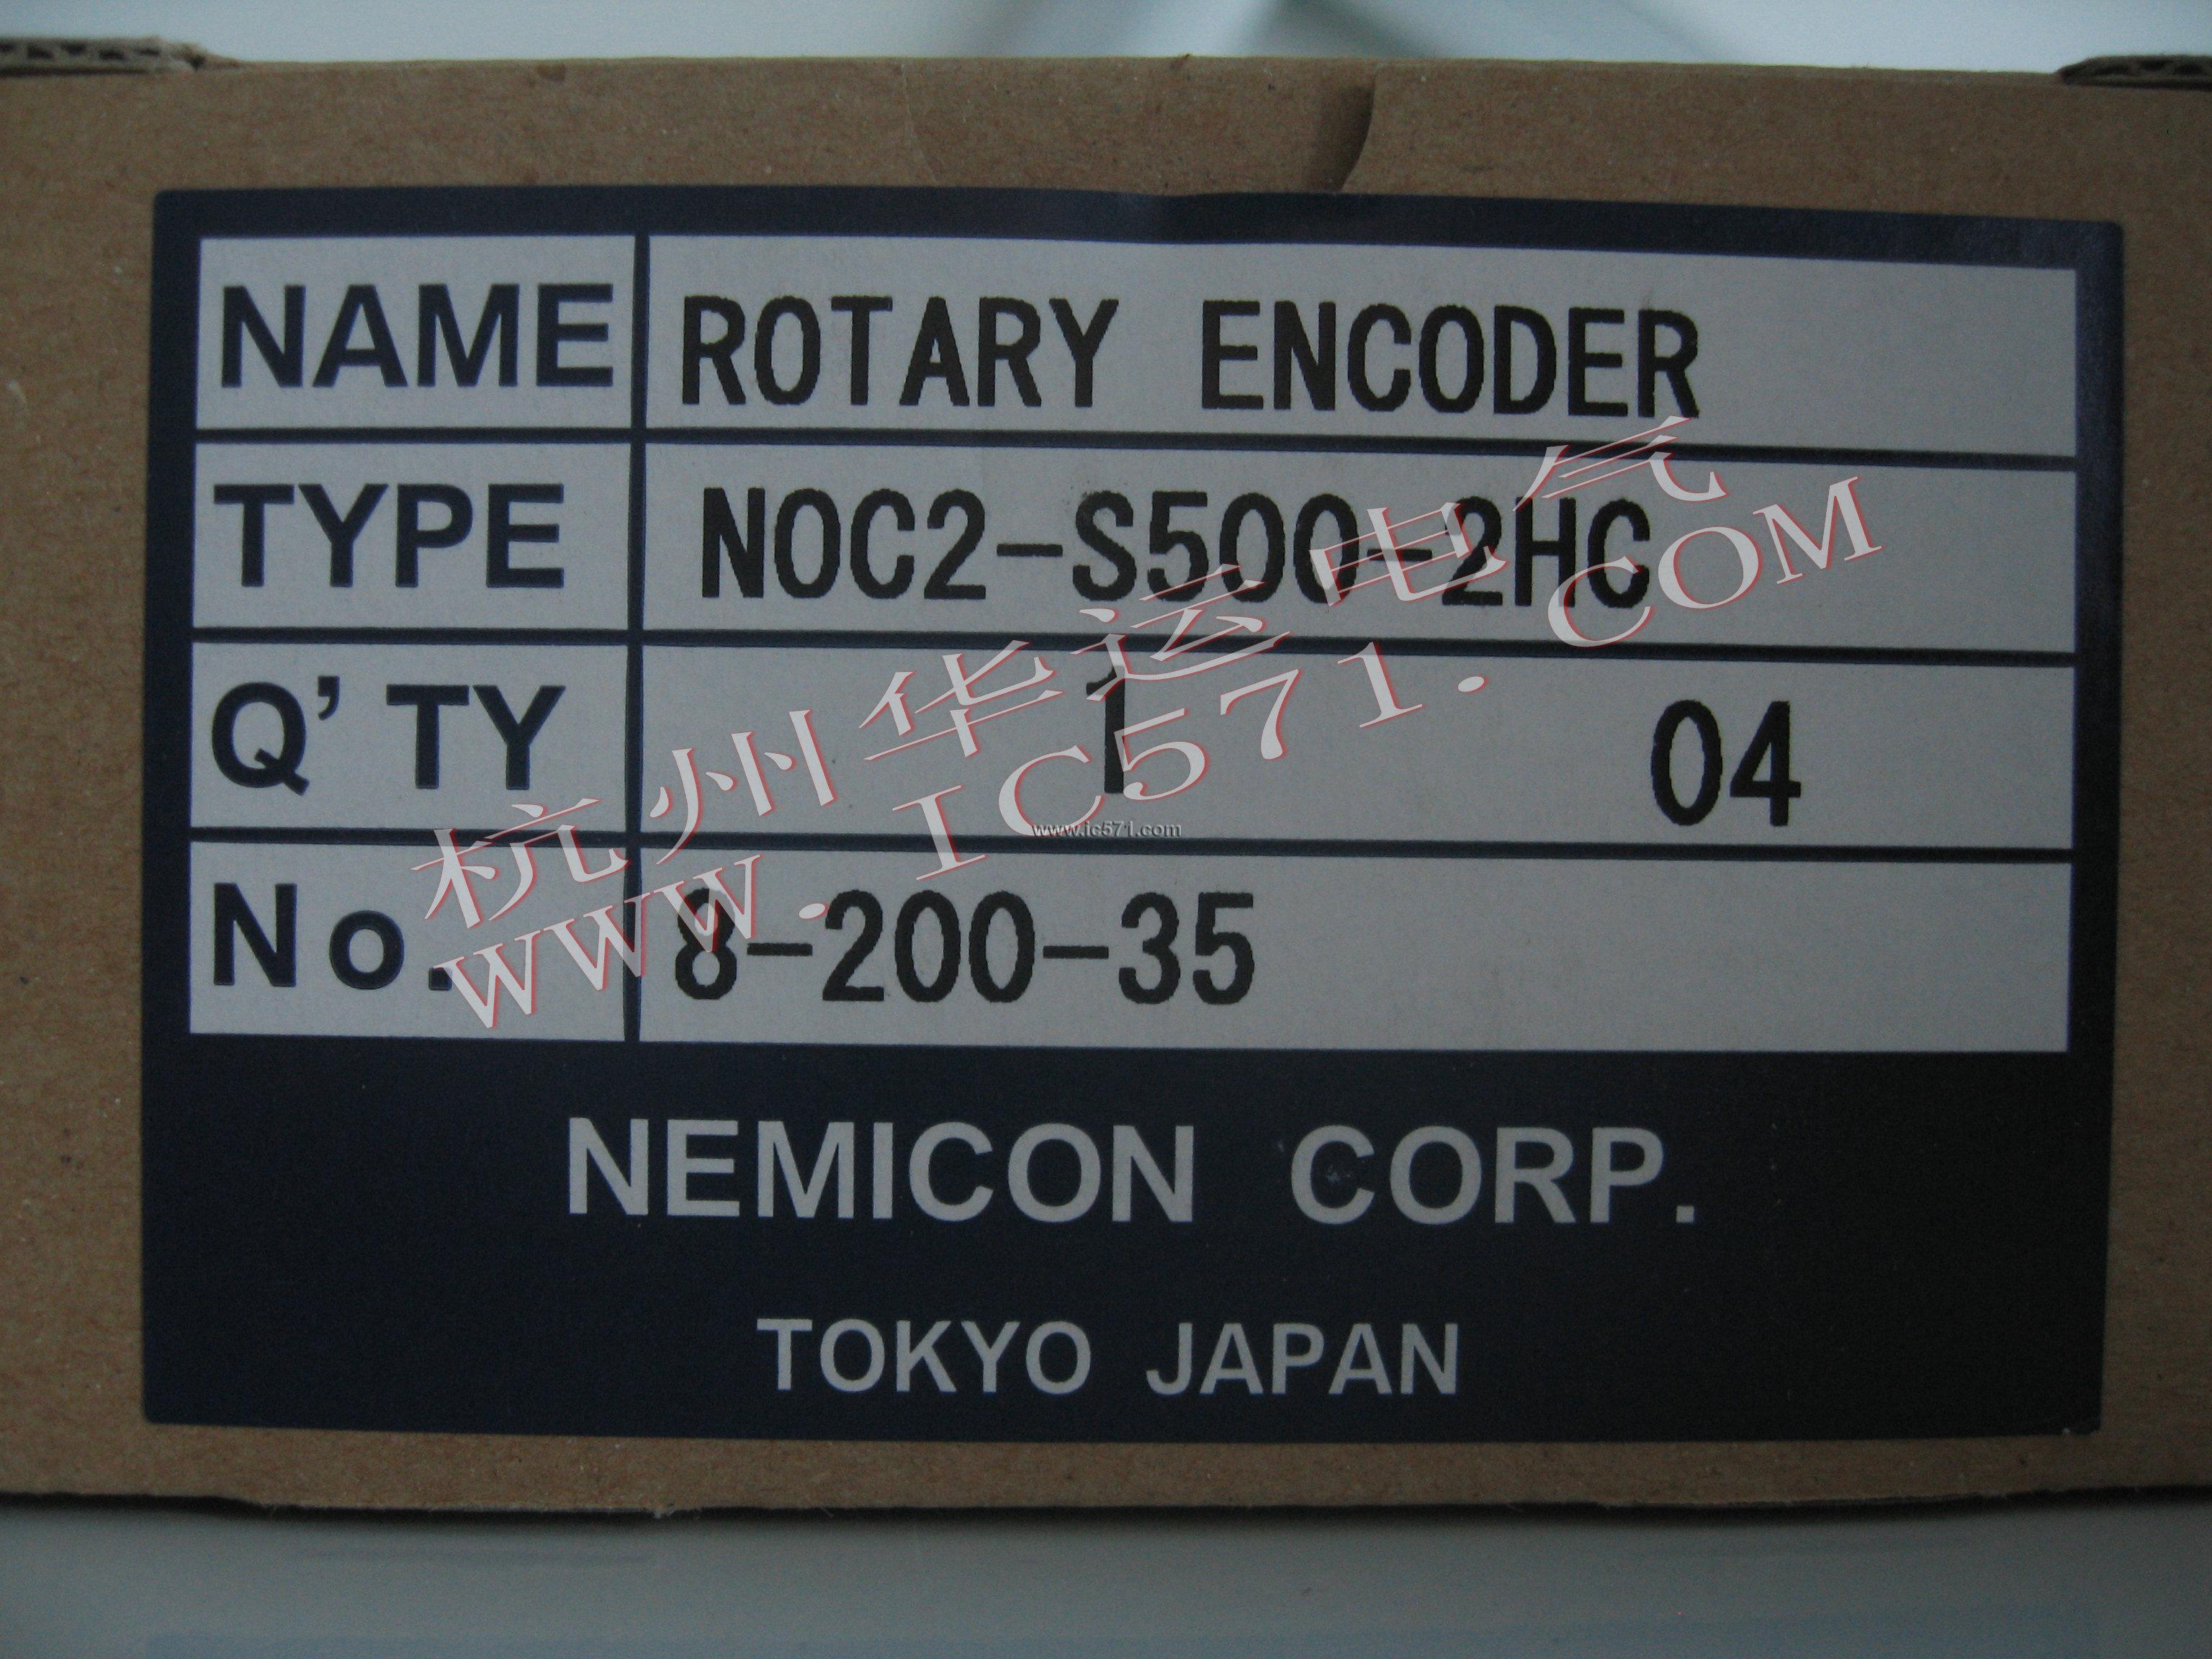 NAME ROTARY ENCODER
TYPE NOC2-S500-2HC
Q'TY 1 04
No. 8-200-35
NEMICON CORP.
TOKYO JAPAN
杭州华运电气
WWW.IC571.COM
www.ic571.com